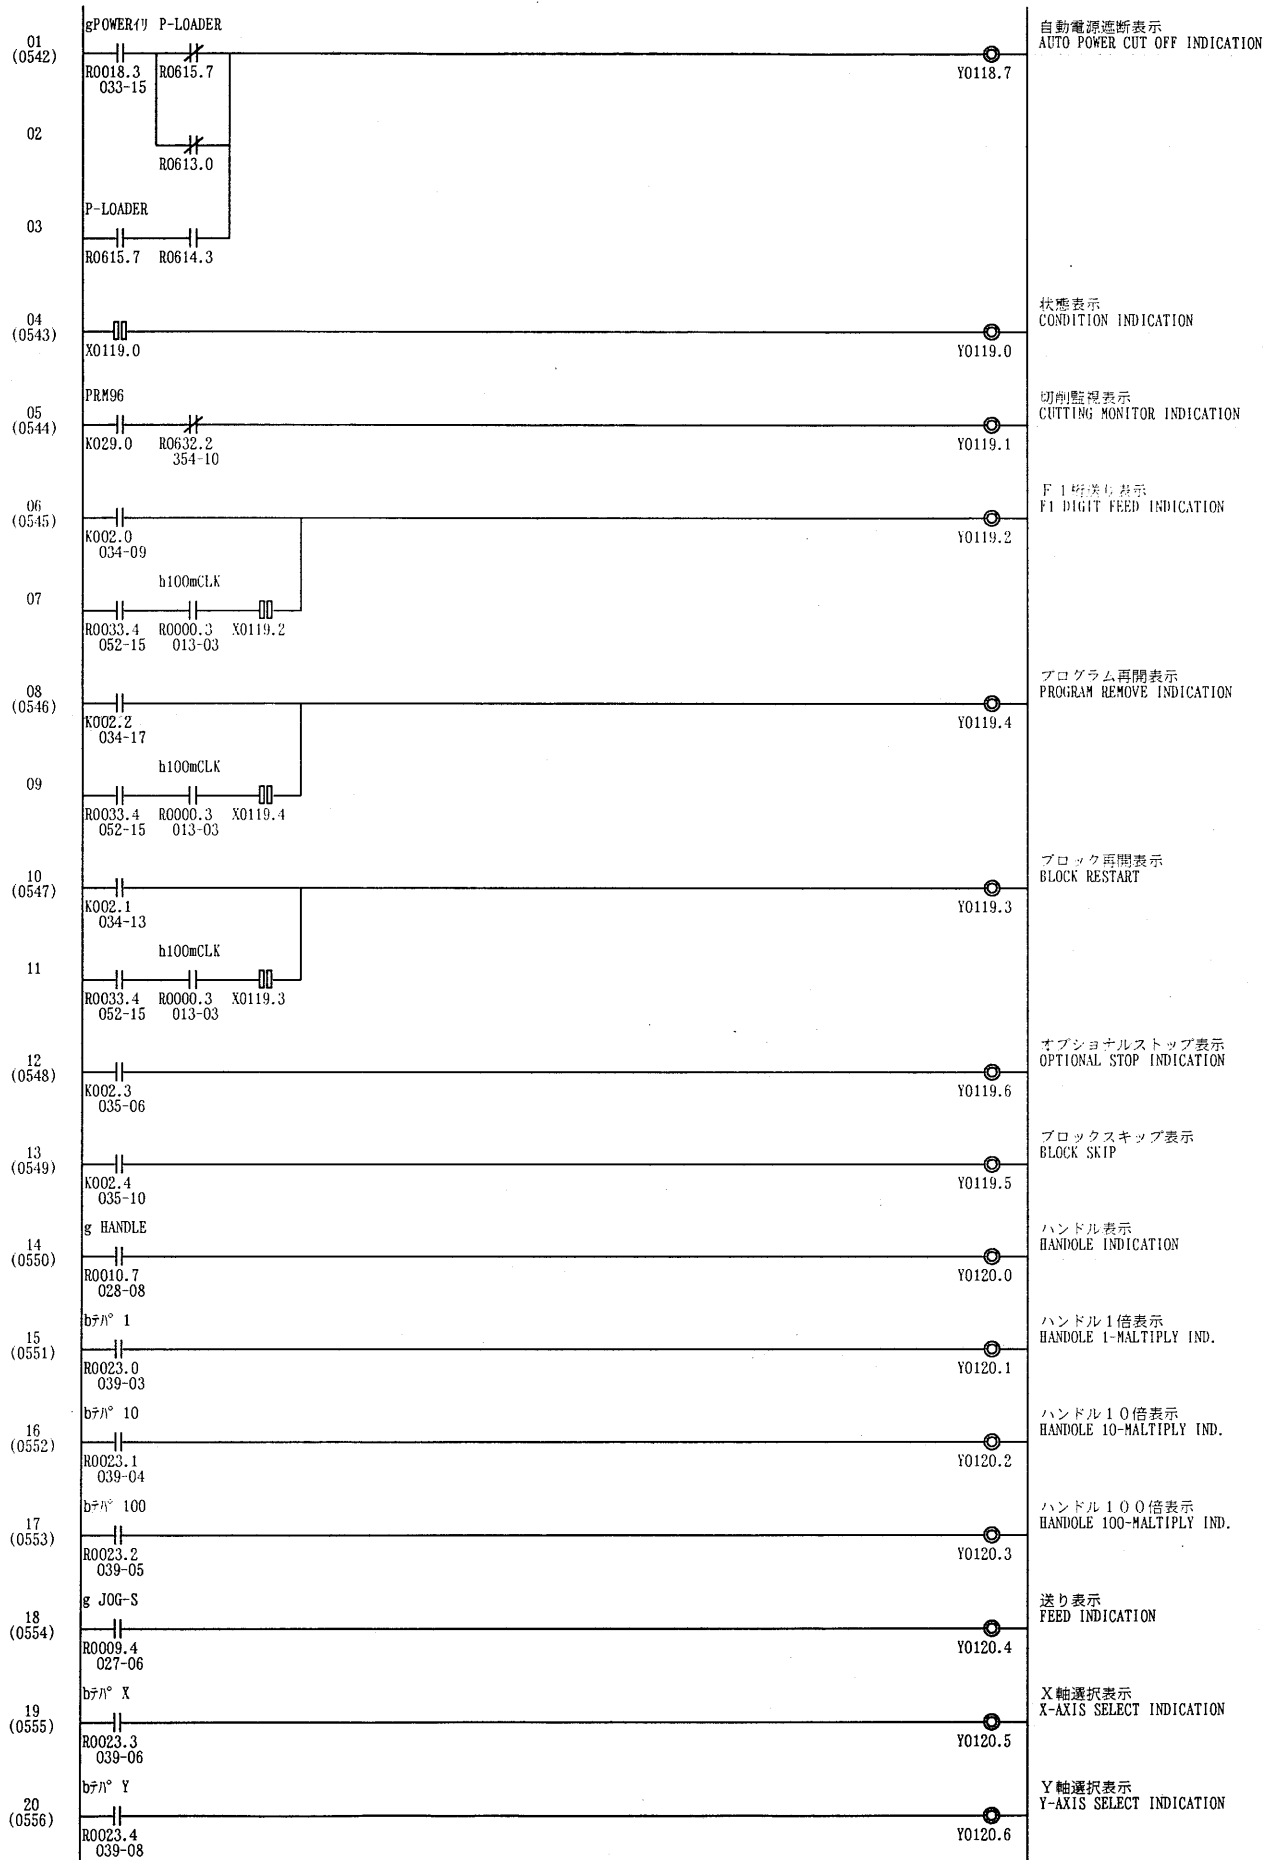 gPOWERｲﾘ P-LOADER
01
(0542)
R0018.3 R0615.7
033-15
Y0118.7
自動電源遮断表示
AUTO POWER CUT OFF INDICATION
02
R0613.0
P-LOADER
03
R0615.7 R0614.3
04
(0543)
X0119.0
Y0119.0
状態表示
CONDITION INDICATION
PRM96
05
(0544)
K029.0 R0632.2
354-10
Y0119.1
切削監視表示
CUTTING MONITOR INDICATION
06
(0545)
K002.0
034-09
Y0119.2
F1桁送り表示
F1 DIGIT FEED INDICATION
h100mCLK
07
R0033.4 R0000.3 X0119.2
052-15 013-03
08
(0546)
K002.2
034-17
Y0119.4
プログラム再開表示
PROGRAM REMOVE INDICATION
h100mCLK
09
R0033.4 R0000.3 X0119.4
052-15 013-03
10
(0547)
K002.1
034-13
Y0119.3
ブロック再開表示
BLOCK RESTART
h100mCLK
11
R0033.4 R0000.3 X0119.3
052-15 013-03
12
(0548)
K002.3
035-06
Y0119.6
オプショナルストップ表示
OPTIONAL STOP INDICATION
13
(0549)
K002.4
035-10
Y0119.5
ブロックスキップ表示
BLOCK SKIP
g HANDLE
14
(0550)
R0010.7
028-08
Y0120.0
ハンドル表示
HANDOLE INDICATION
bﾃﾊﾟ 1
15
(0551)
R0023.0
039-03
Y0120.1
ハンドル1倍表示
HANDOLE 1-MALTIPLY IND.
bﾃﾊﾟ 10
16
(0552)
R0023.1
039-04
Y0120.2
ハンドル10倍表示
HANDOLE 10-MALTIPLY IND.
bﾃﾊﾟ 100
17
(0553)
R0023.2
039-05
Y0120.3
ハンドル100倍表示
HANDOLE 100-MALTIPLY IND.
g JOG-S
18
(0554)
R0009.4
027-06
Y0120.4
送り表示
FEED INDICATION
bﾃﾊﾟ X
19
(0555)
R0023.3
039-06
Y0120.5
X軸選択表示
X-AXIS SELECT INDICATION
bﾃﾊﾟ Y
20
(0556)
R0023.4
039-08
Y0120.6
Y軸選択表示
Y-AXIS SELECT INDICATION